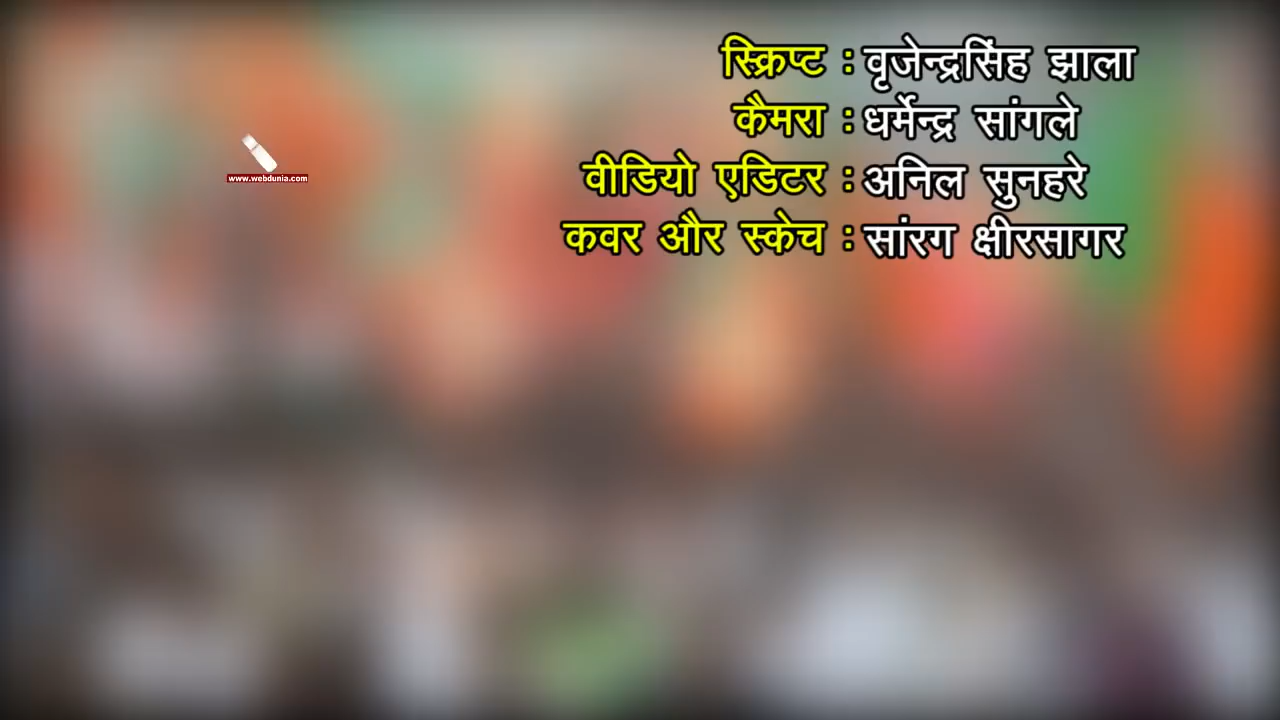 स्क्रिप्ट : वृजेन्द्रसिंह झाला
कैमरा : धर्मेन्द्र सांगले
वीडियो एडिटर : अनिल सुनहरे
कवर और स्केच : सांरग क्षीरसागर
www.webdunia.com